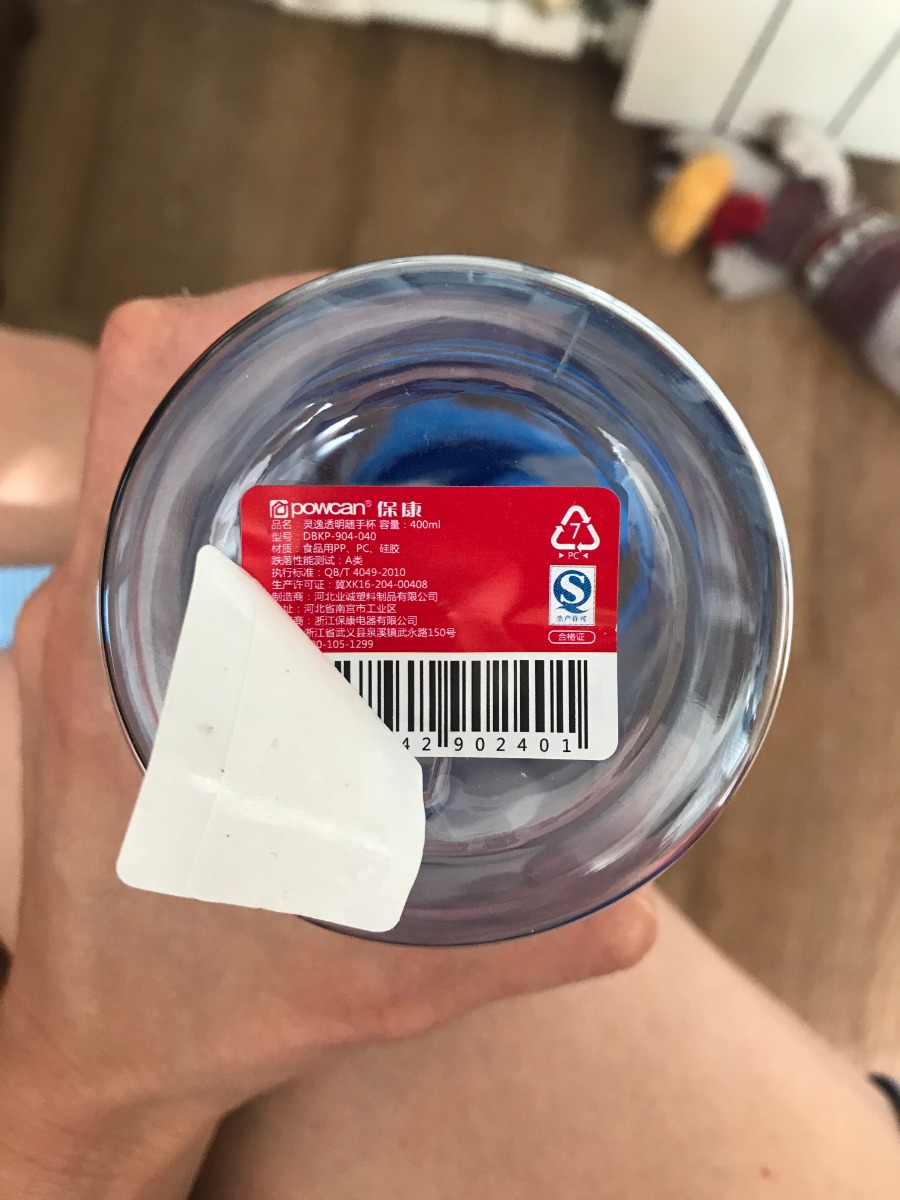 powcan® 保康
品名：灵逸透明随手杯 容量：400ml
型号：DBKP-904-040
材质：食品用PP、PC、硅胶
跌落性能测试：A类
执行标准：QB/T 4049-2010
生产许可证：冀XK16-204-00408
制造商：河北业诚塑料制品有限公司
址：河北省南宫市工业区
商：浙江保康电器有限公司
浙江省武义县泉溪镇武永路150号
0-105-1299
7
PC
生产许可
合格证
42 902401